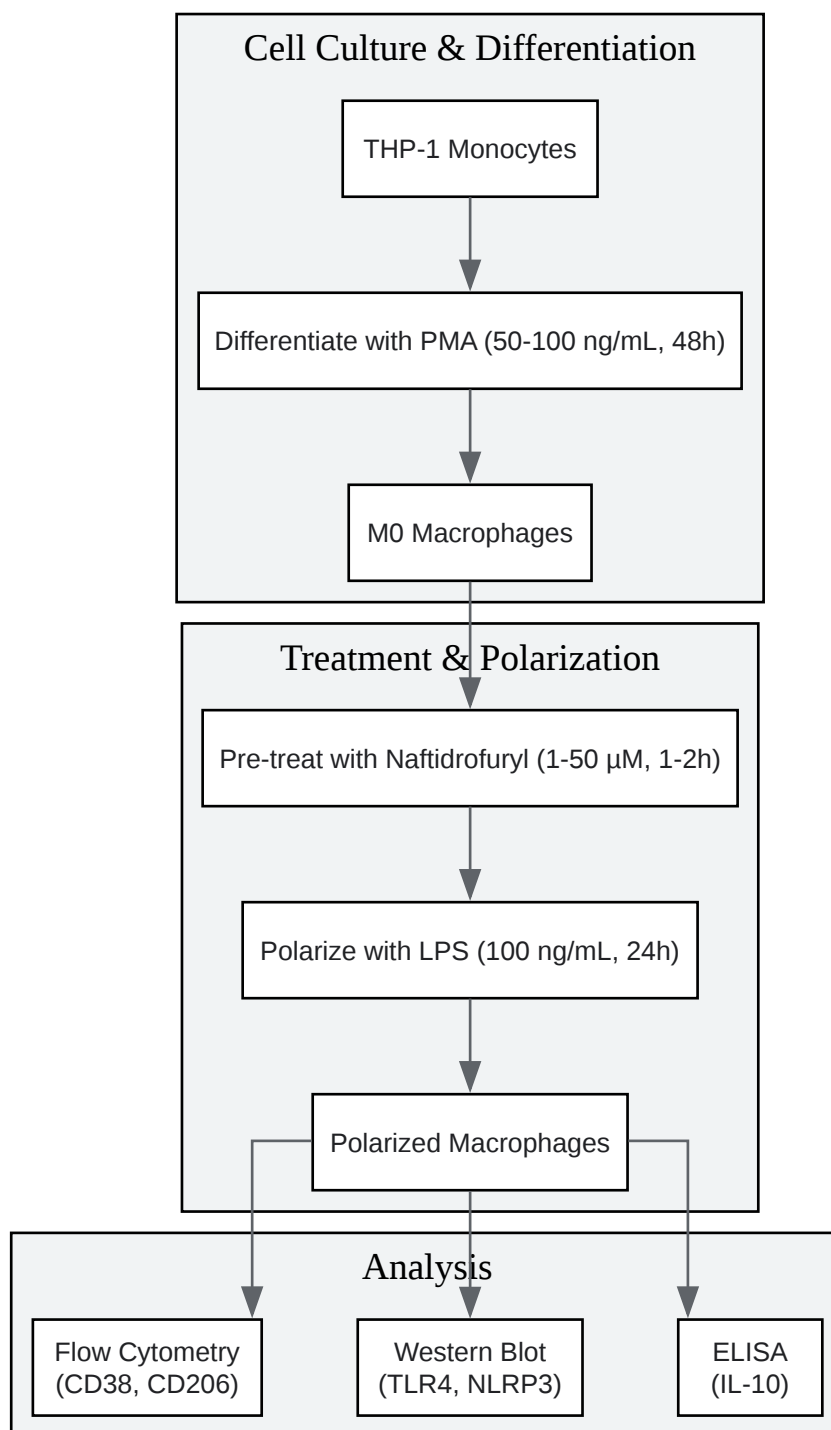 Cell Culture & Differentiation
THP-1 Monocytes
Differentiate with PMA (50-100 ng/mL, 48h)
M0 Macrophages
Treatment & Polarization
Pre-treat with Naftidrofuryl (1-50 µM, 1-2h)
Polarize with LPS (100 ng/mL, 24h)
Polarized Macrophages
Analysis
Flow Cytometry
(CD38, CD206)
Western Blot
(TLR4, NLRP3)
ELISA
(IL-10)